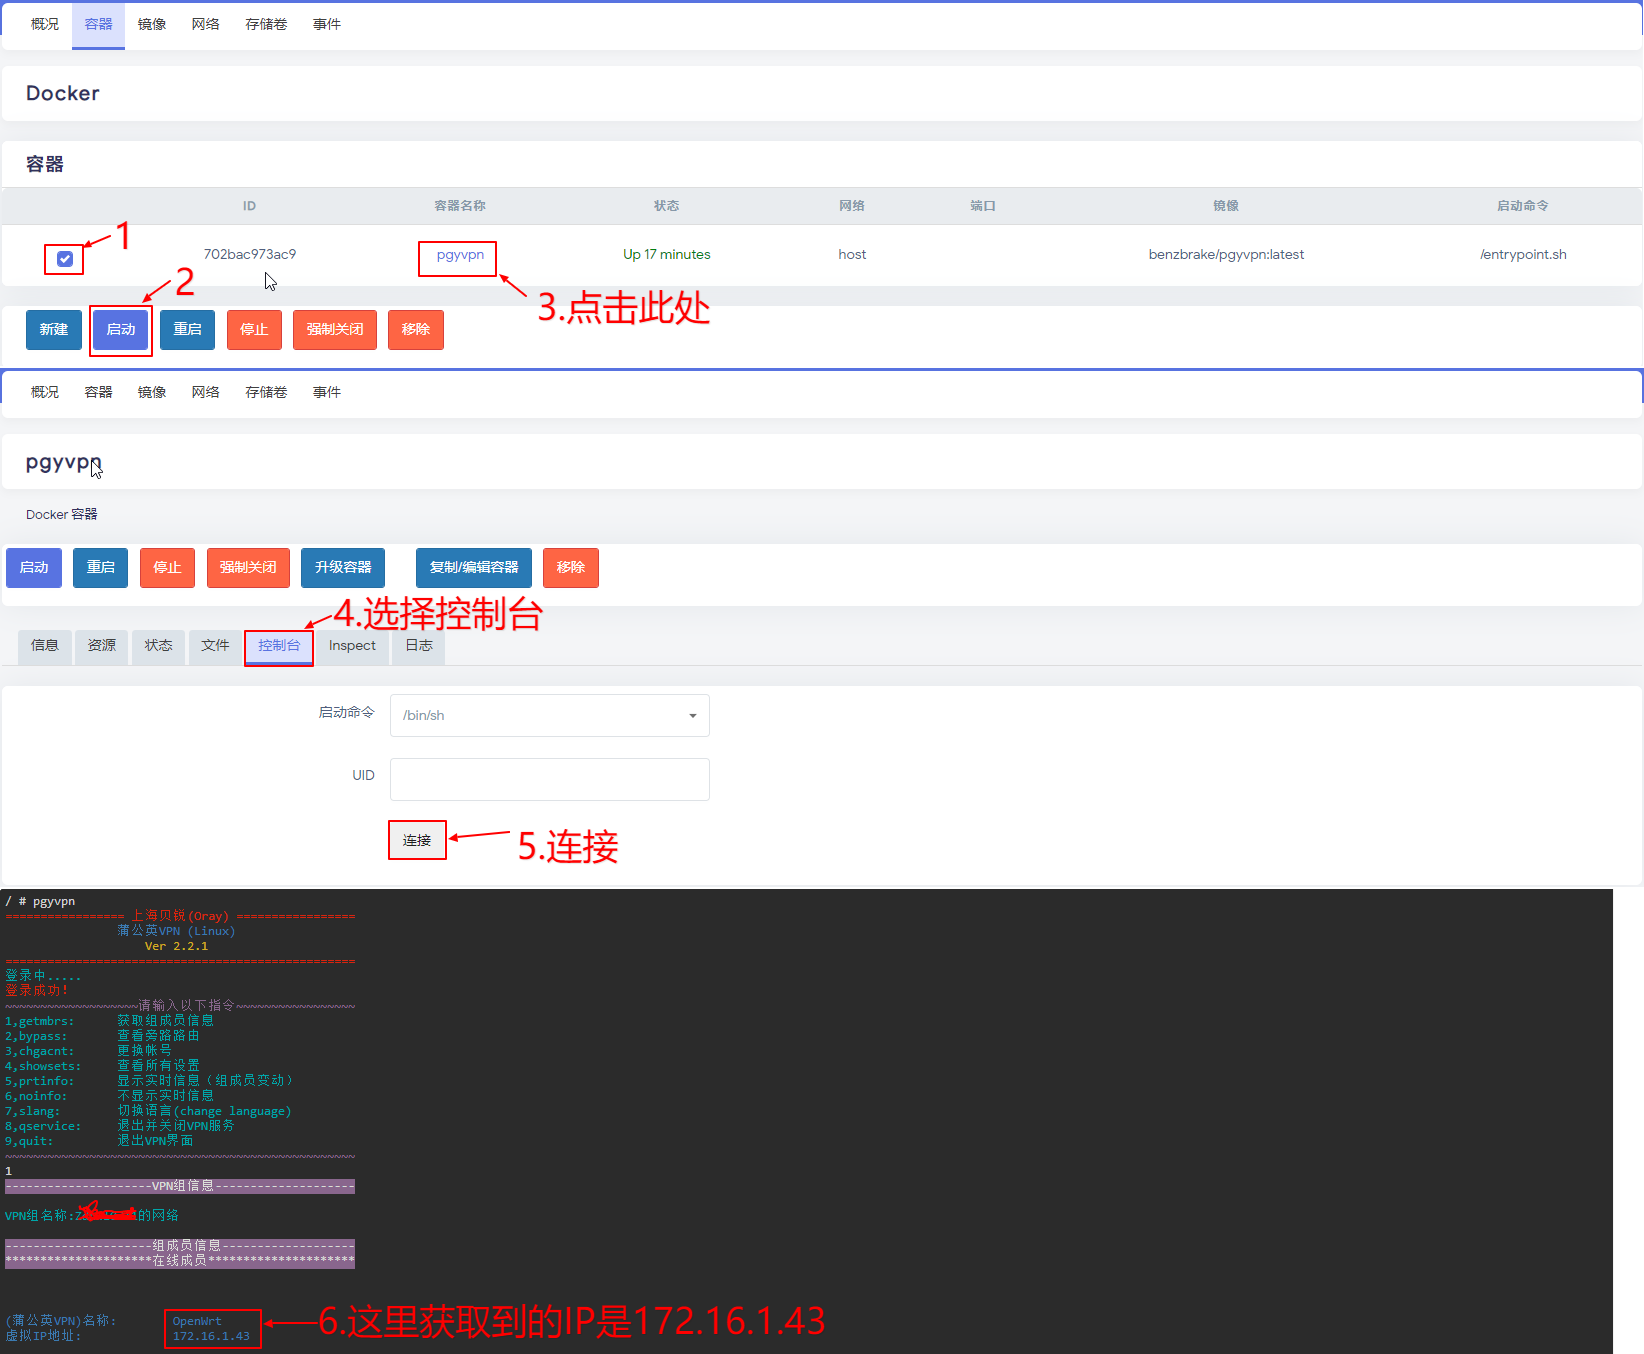 概况 容器 镜像 网络 存储卷 事件
Docker
容器
ID 容器名称 状态 网络 端口 镜像 启动命令
1
702bac973ac9 pgyvpn Up 17 minutes host benzbrake/pgyvpn:latest /entrypoint.sh
2
3.点击此处
新建 启动 重启 停止 强制关闭 移除
概况 容器 镜像 网络 存储卷 事件
pgyvpn
Docker 容器
启动 重启 停止 强制关闭 升级容器 复制/编辑容器 移除
4.选择控制台
信息 资源 状态 文件 控制台 Inspect 日志
启动命令 /bin/sh
UID
连接
5.连接
/ # pgyvpn
================= 上海贝锐(Oray) =================
蒲公英VPN (Linux)
Ver 2.2.1
==================================================
登录中.....
登录成功!
~~~~~~~~~~~~~~~~~~~请输入以下指令~~~~~~~~~~~~~~~~~
1,getmbrs: 获取组成员信息
2,bypass: 查看旁路路由
3,chgacnt: 更换帐号
4,showsets: 查看所有设置
5,prtinfo: 显示实时信息（组成员变动）
6,noinfo: 不显示实时信息
7,slang: 切换语言(change language)
8,qservice: 退出并关闭VPN服务
9,quit: 退出VPN界面
~~~~~~~~~~~~~~~~~~~~~~~~~~~~~~~~~~~~~~~~~~~~~~~~~~
1
---------------------VPN组信息--------------------
VPN组名称: 的网络
---------------------组成员信息-------------------
*********************在线成员*********************
(蒲公英VPN)名称: OpenWrt
虚拟IP地址: 172.16.1.43
6.这里获取到的IP是172.16.1.43